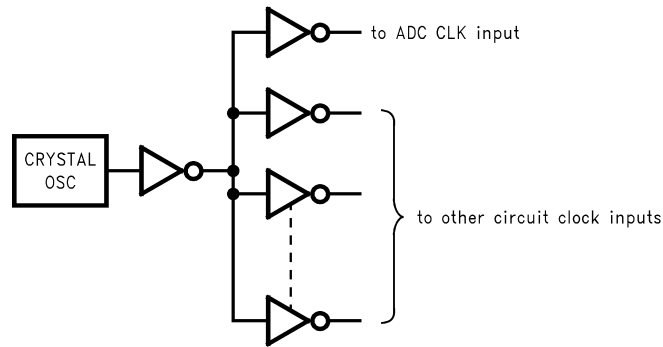 to ADC CLK input
CRYSTAL
OSC
to other circuit clock inputs